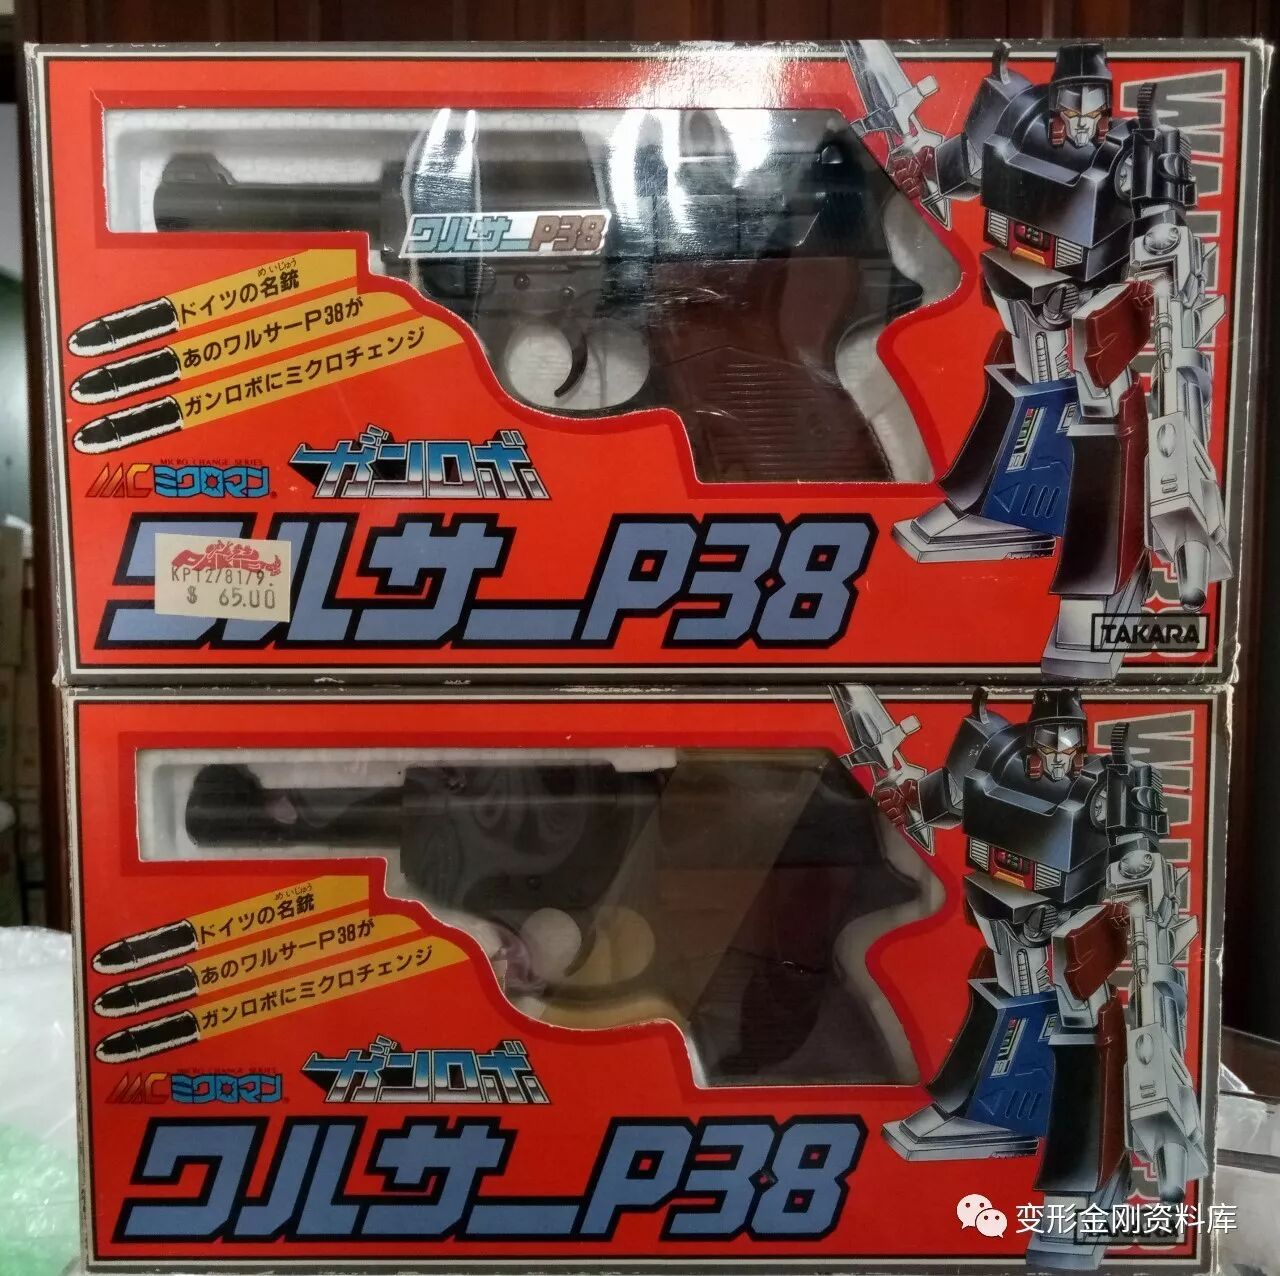 ワルサーP38
めいじゅう
ドイツの名銃
あのワルサーP38が
ガンロボにミクロチェンジ
MICRO CHANGE SERIES
MC ミクロマン
ガンロボ
ワルサーP38
KP12/81/9.
$ 65.00
TAKARA
めいじゅう
ドイツの名銃
あのワルサーP38が
ガンロボにミクロチェンジ
MICRO CHANGE SERIES
MC ミクロマン
ガンロボ
ワルサーP38
变形金刚资料库